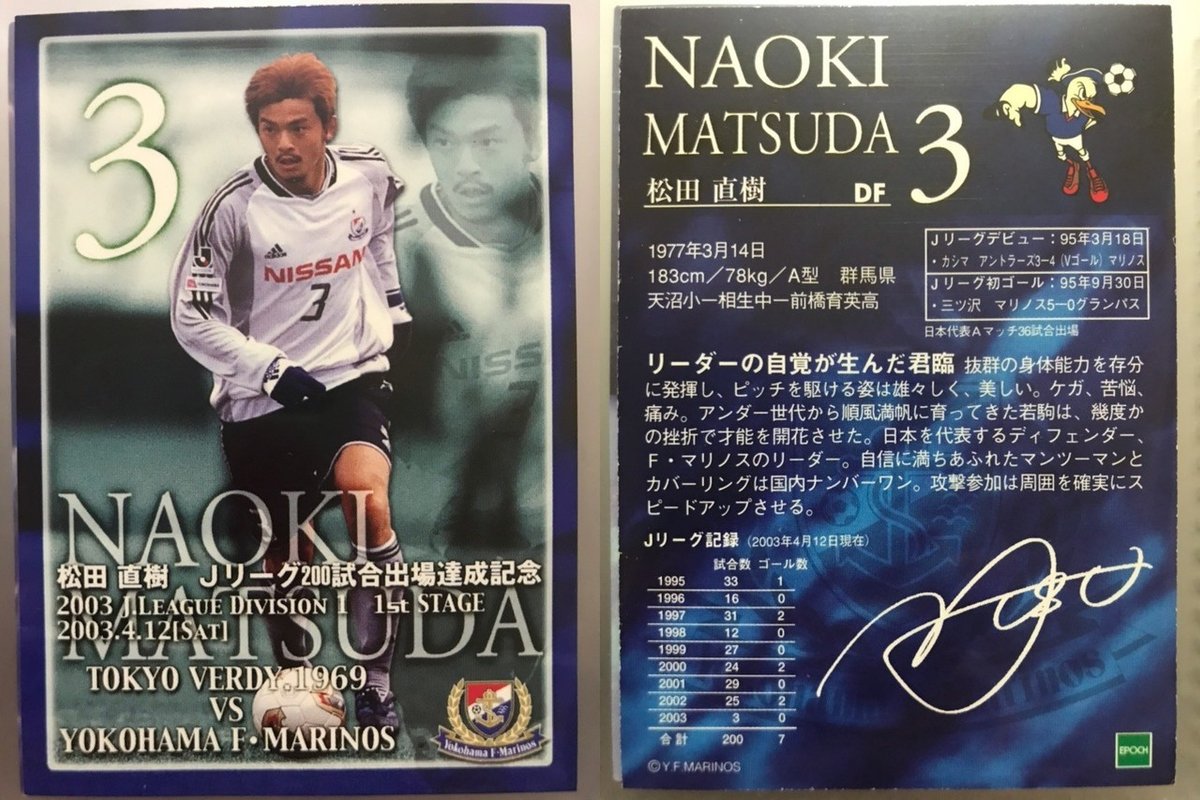 3
NISSAN
3
NISSAN
NAOKI
MATSUDA
松田 直樹 Jリーグ200試合出場達成記念
2003 J.LEAGUE DIVISION 1 1st STAGE
2003.4.12[SAT]
TOKYO VERDY.1969
VS
YOKOHAMA F・MARINOS
Yokohama F·Marinos
NAOKI
MATSUDA
3
松田 直樹 DF
1977年3月14日
183cm／78kg／A型 群馬県
天沼小ー相生中ー前橋育英高
Jリーグデビュー：95年3月18日
・カシマ アントラーズ3ー4（Vゴール）マリノス
Jリーグ初ゴール：95年9月30日
・三ツ沢 マリノス5ー0グランパス
日本代表Aマッチ36試合出場
リーダーの自覚が生んだ君臨 抜群の身体能力を存分
に発揮し、ピッチを駆ける姿は雄々しく、美しい。ケガ、苦悩、
痛み。アンダー世代から順風満帆に育ってきた若駒は、幾度か
の挫折で才能を開花させた。日本を代表するディフェンダー、
F・マリノスのリーダー。自信に満ちあふれたマンツーマンと
カバーリングは国内ナンバーワン。攻撃参加は周囲を確実にス
ピードアップさせる。
Jリーグ記録（2003年4月12日現在）
試合数 ゴール数
1995 33 1
1996 16 0
1997 31 2
1998 12 0
1999 27 0
2000 24 2
2001 29 0
2002 25 2
2003 3 0
合計 200 7
©Y.F.MARINOS
EPOCH